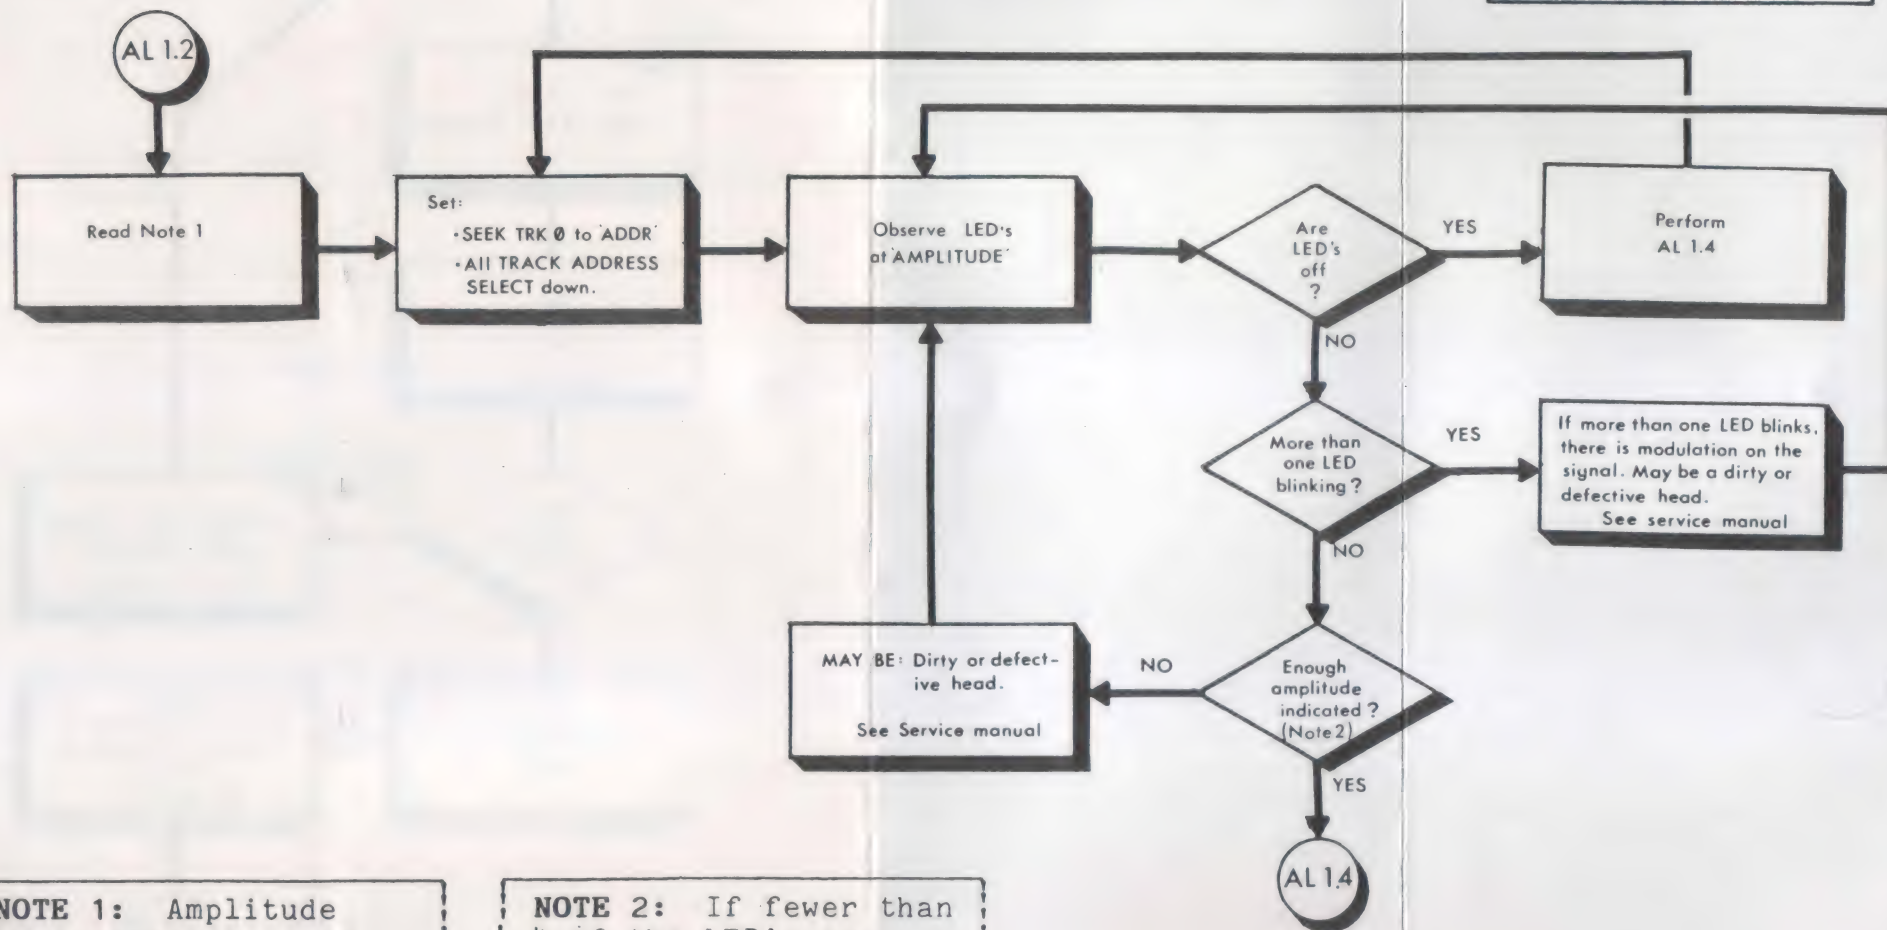 AL 1.2
Read Note 1
Set:
·SEEK TRK 0 to 'ADDR'
·All TRACK ADDRESS
SELECT down.
Observe LED's
at 'AMPLITUDE'
Are
LED's
off
?
YES
Perform
AL 1.4
NO
More than
one LED
blinking?
YES
If more than one LED blinks,
there is modulation on the
signal. May be a dirty or
defective head.
See service manual
NO
Enough
amplitude
indicated?
(Note 2)
NO
MAY BE: Dirty or defect-
ive head.
See Service manual
YES
AL 1.4
NOTE 1: Amplitude
NOTE 2: If fewer than